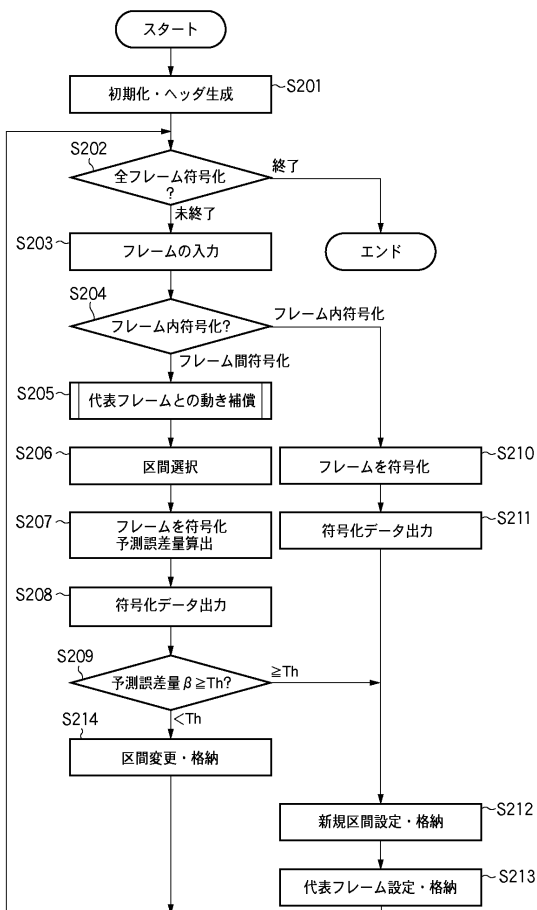 スタート
初期化・ヘッダ生成
S201
S202
全フレーム符号化
?
終了
未終了
S203
フレームの入力
エンド
S204
フレーム内符号化?
フレーム内符号化
フレーム間符号化
S205
代表フレームとの動き補償
S206
区間選択
フレームを符号化
S210
S207
フレームを符号化
予測誤差量算出
符号化データ出力
S211
S208
符号化データ出力
S209
予測誤差量β≧Th?
≧Th
<Th
S214
区間変更・格納
新規区間設定・格納
S212
代表フレーム設定・格納
S213